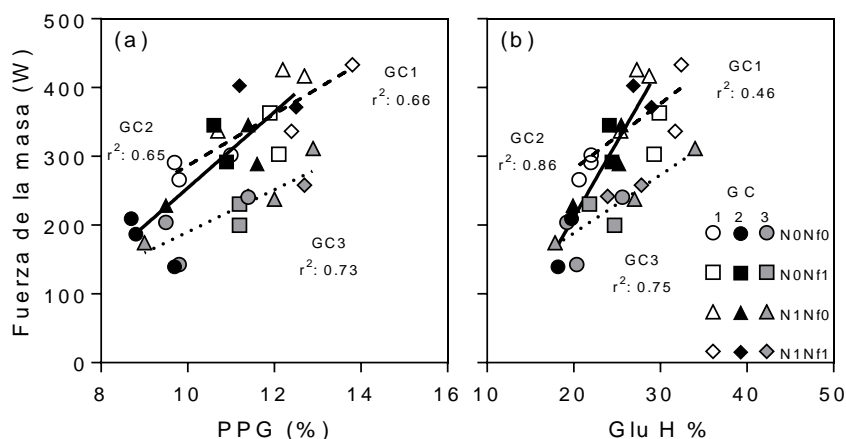 (a)
(b)
Fuerza de la masa (W)
500
400
300
200
100
0
GC1
r²: 0.66
GC2
r²: 0.65
GC3
r²: 0.73
8
10
12
14
16
PPG (%)
GC1
r²: 0.46
GC2
r²: 0.86
GC3
r²: 0.75
GC
1 2 3
N0Nf0
N0Nf1
N1Nf0
N1Nf1
10
20
30
40
50
Glu H %